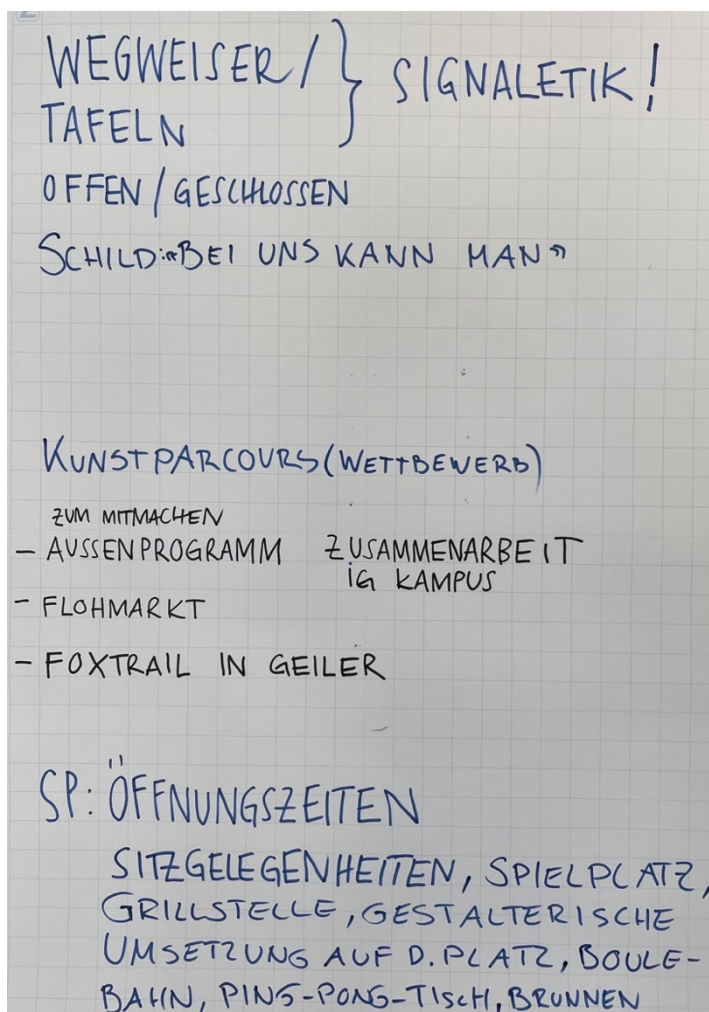 WEGWEISER / } SIGNALETIK!
TAFELN
OFFEN / GESCHLOSSEN
SCHILD: "BEI UNS KANN MAN"
KUNSTPARCOURS (WETTBEWERB)
ZUM MITMACHEN
- AUSSENPROGRAMM ZUSAMMENARBEIT
IG KAMPUS
- FLOHMARKT
- FOXTRAIL IN GEILER
SP: ÖFFNUNGSZEITEN
SITZGELEGENHEITEN, SPIELPLATZ,
GRILLSTELLE, GESTALTERISCHE
UMSETZUNG AUF D. PLATZ, BOULE-
BAHN, PING-PONG-TISCH, BRUNNEN